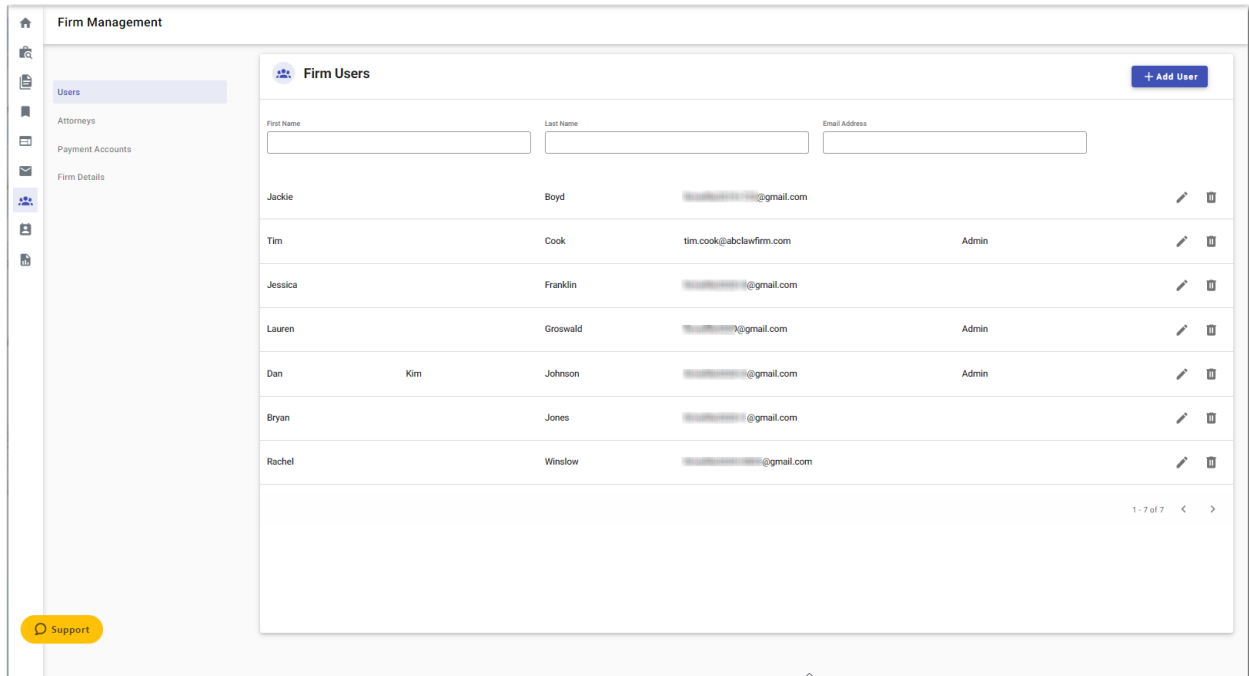 Firm Management
Users
Attorneys
Payment Accounts
Firm Details
Firm Users
+ Add User
First Name Last Name Email Address
Jackie Boyd @gmail.com
Tim Cook tim.cook@abclawfirm.com Admin
Jessica Franklin @gmail.com
Lauren Groswald @gmail.com Admin
Dan Kim Johnson @gmail.com Admin
Bryan Jones @gmail.com
Rachel Winslow @gmail.com
1 - 7 of 7
Support